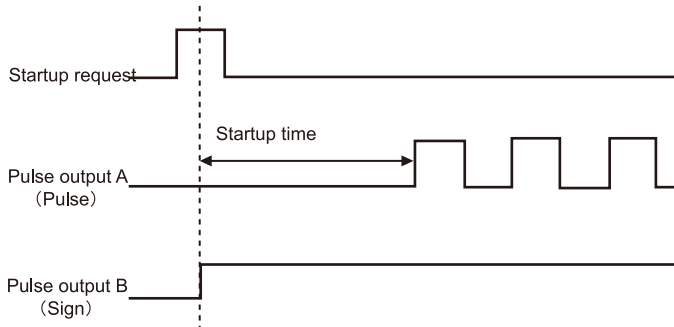 Startup request
Startup time
Pulse output A
（Pulse）
Pulse output B
（Sign）